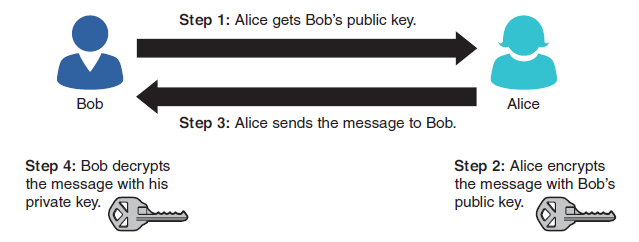 Step 1: Alice gets Bob’s public key.
Bob
Alice
Step 3: Alice sends the message to Bob.
Step 4: Bob decrypts
the message with his
private key.
Step 2: Alice encrypts
the message with Bob’s
public key.